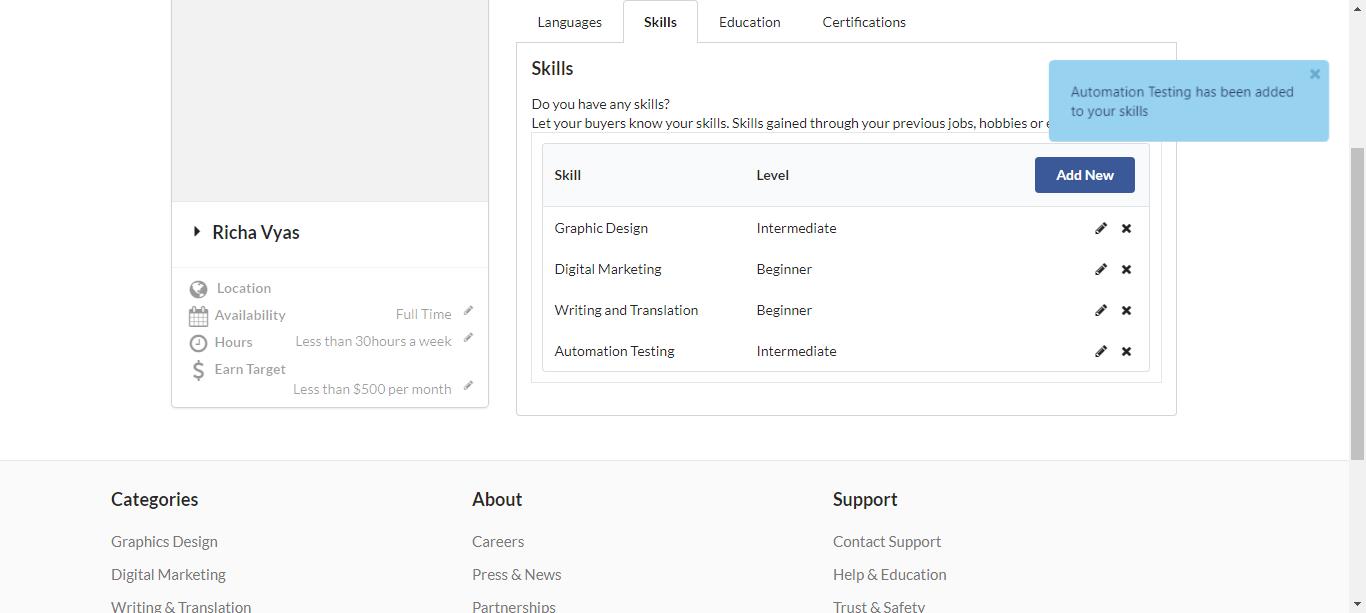 Languages
Skills
Education
Certifications
Skills
Do you have any skills?
Let your buyers know your skills. Skills gained through your previous jobs, hobbies or
Automation Testing has been added
to your skills
Skill Level Add New
Graphic Design Intermediate
Digital Marketing Beginner
Writing and Translation Beginner
Automation Testing Intermediate
Richa Vyas
Location
Availability Full Time
Hours Less than 30hours a week
Earn Target
Less than $500 per month
Categories
Graphics Design
Digital Marketing
Writing & Translation
About
Careers
Press & News
Partnerships
Support
Contact Support
Help & Education
Trust & Safety